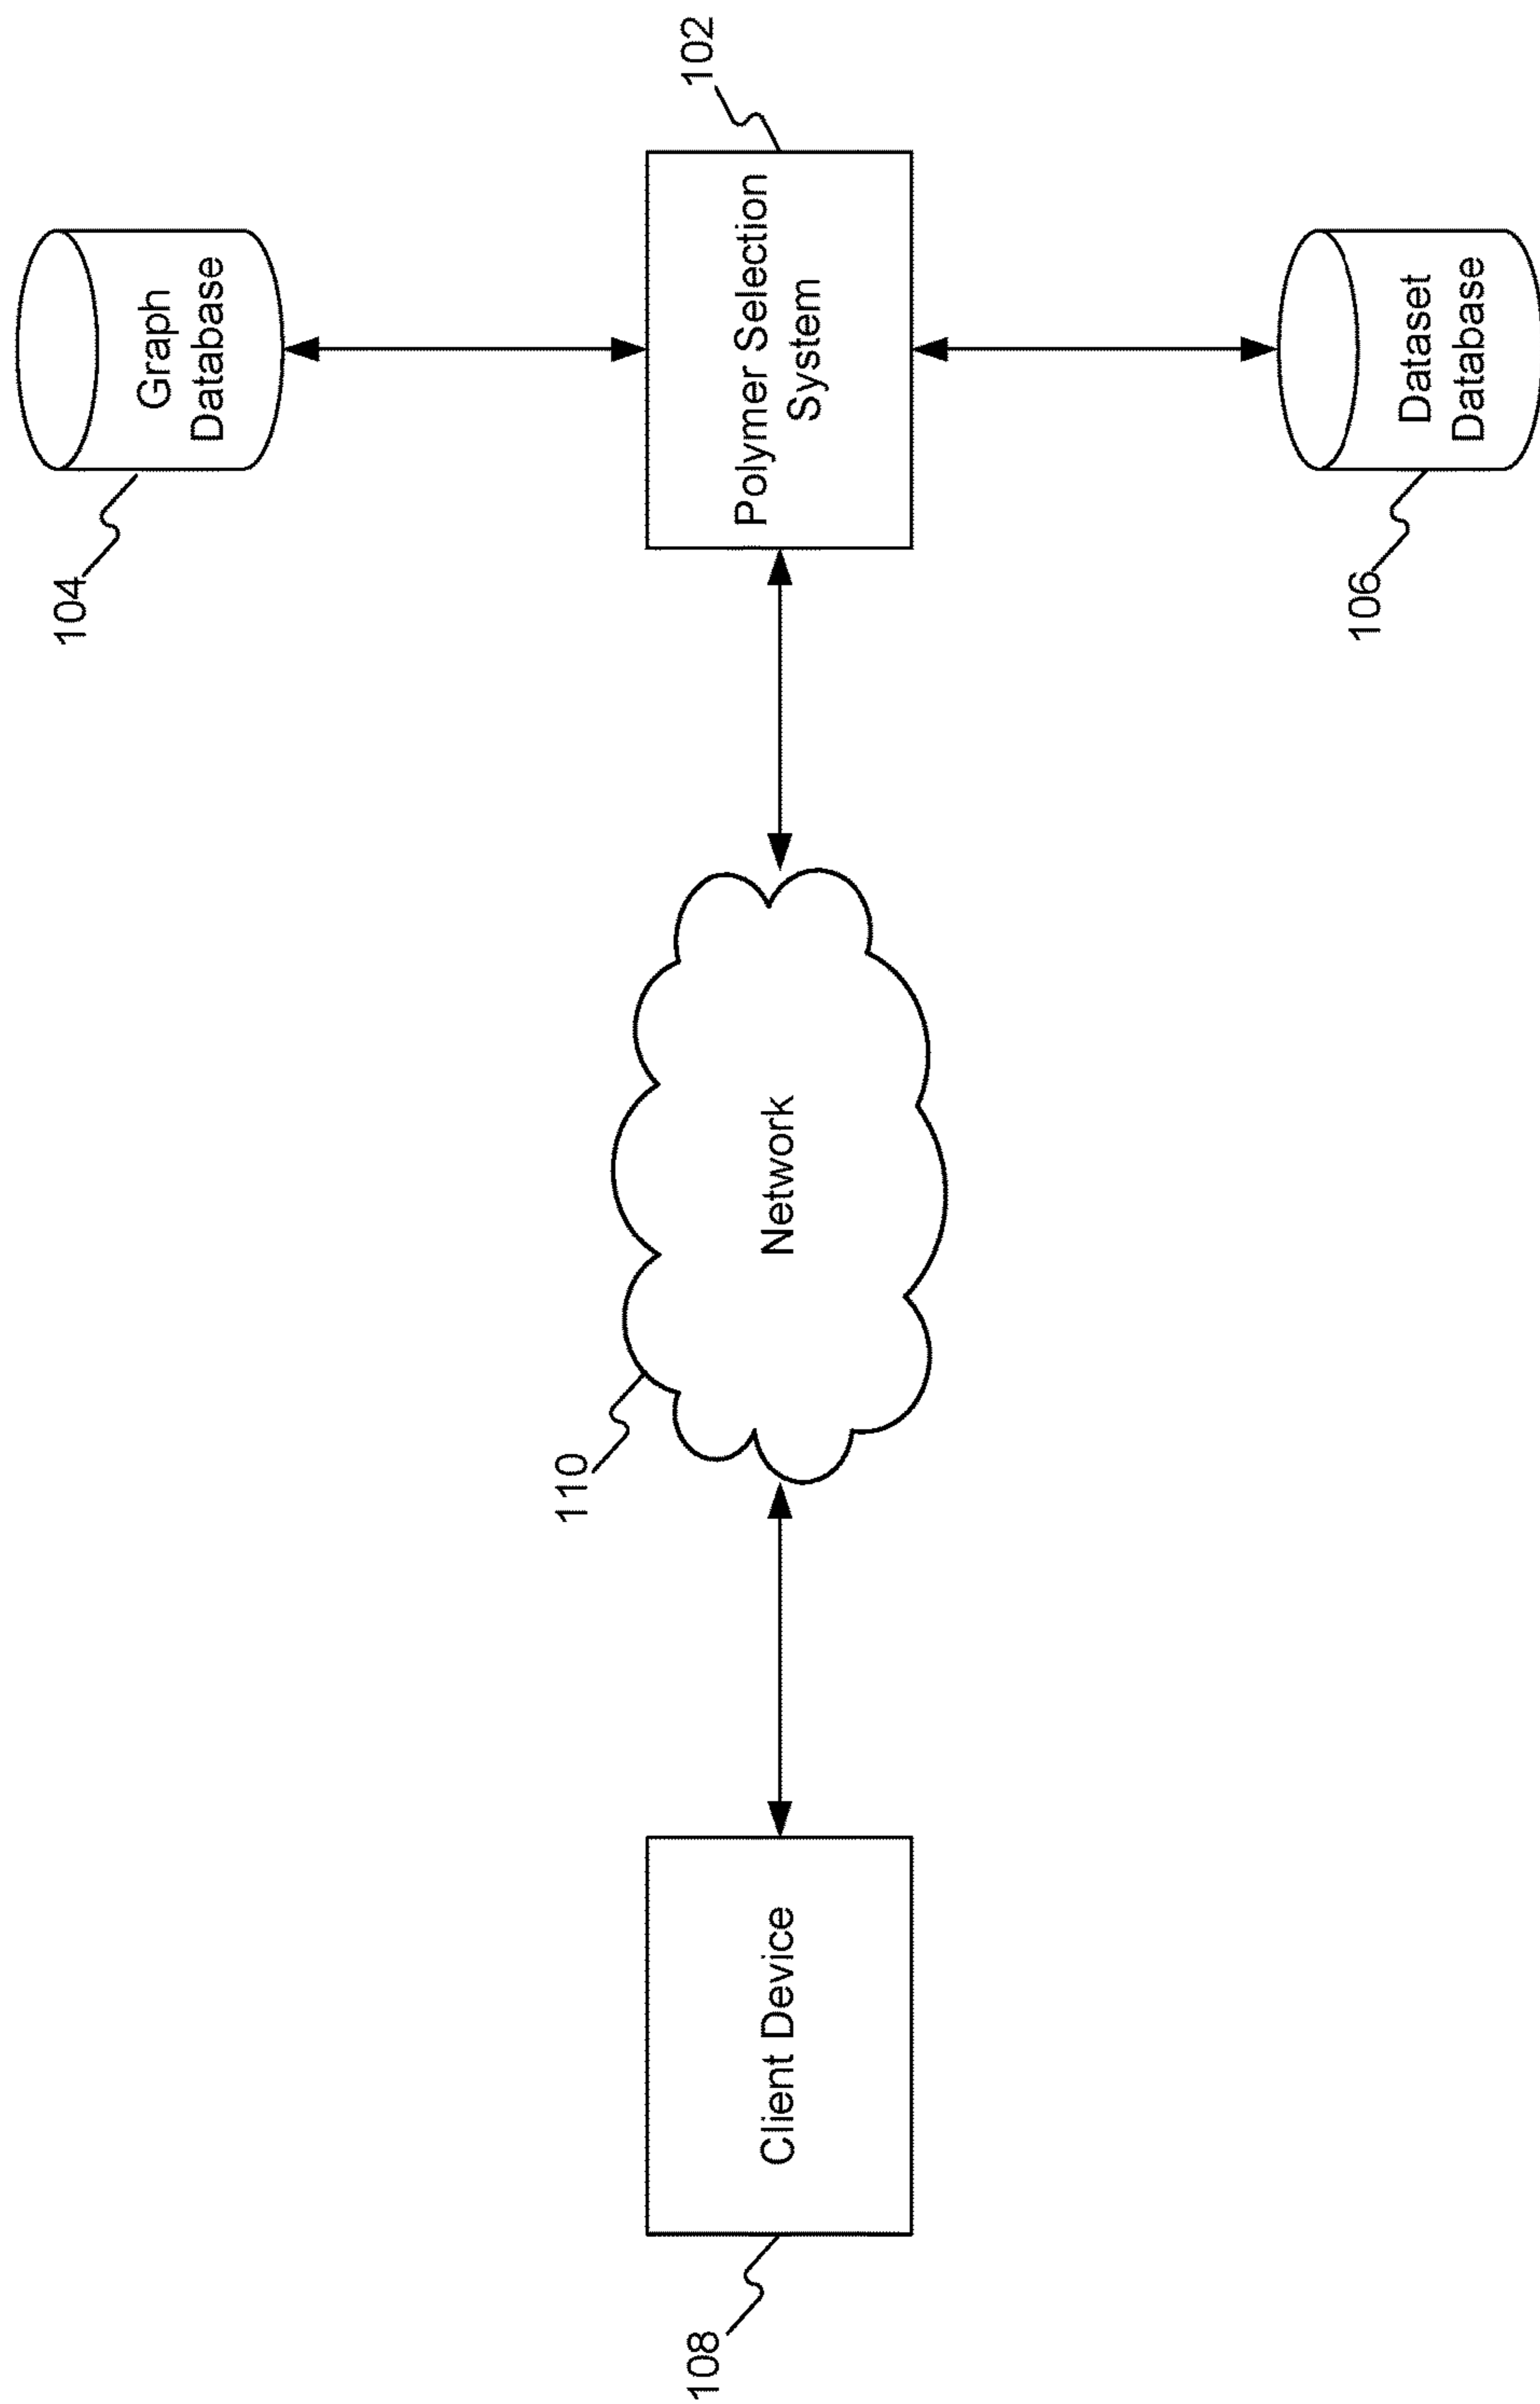 104
Graph
Database
102
Polymer Selection
System
106
Dataset
Database
110
Network
108
Client Device